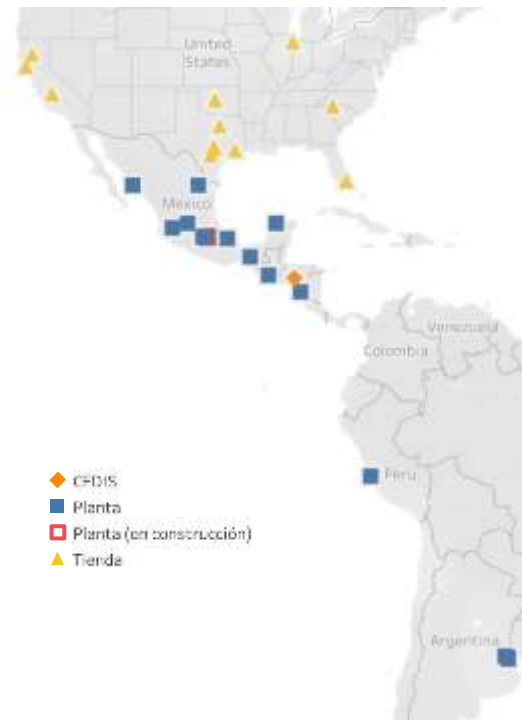 United
States
Mexico
Venezuela
Colombia
Peru
CEDIS
Planta
Planta (en construcción)
Tienda
Argentina